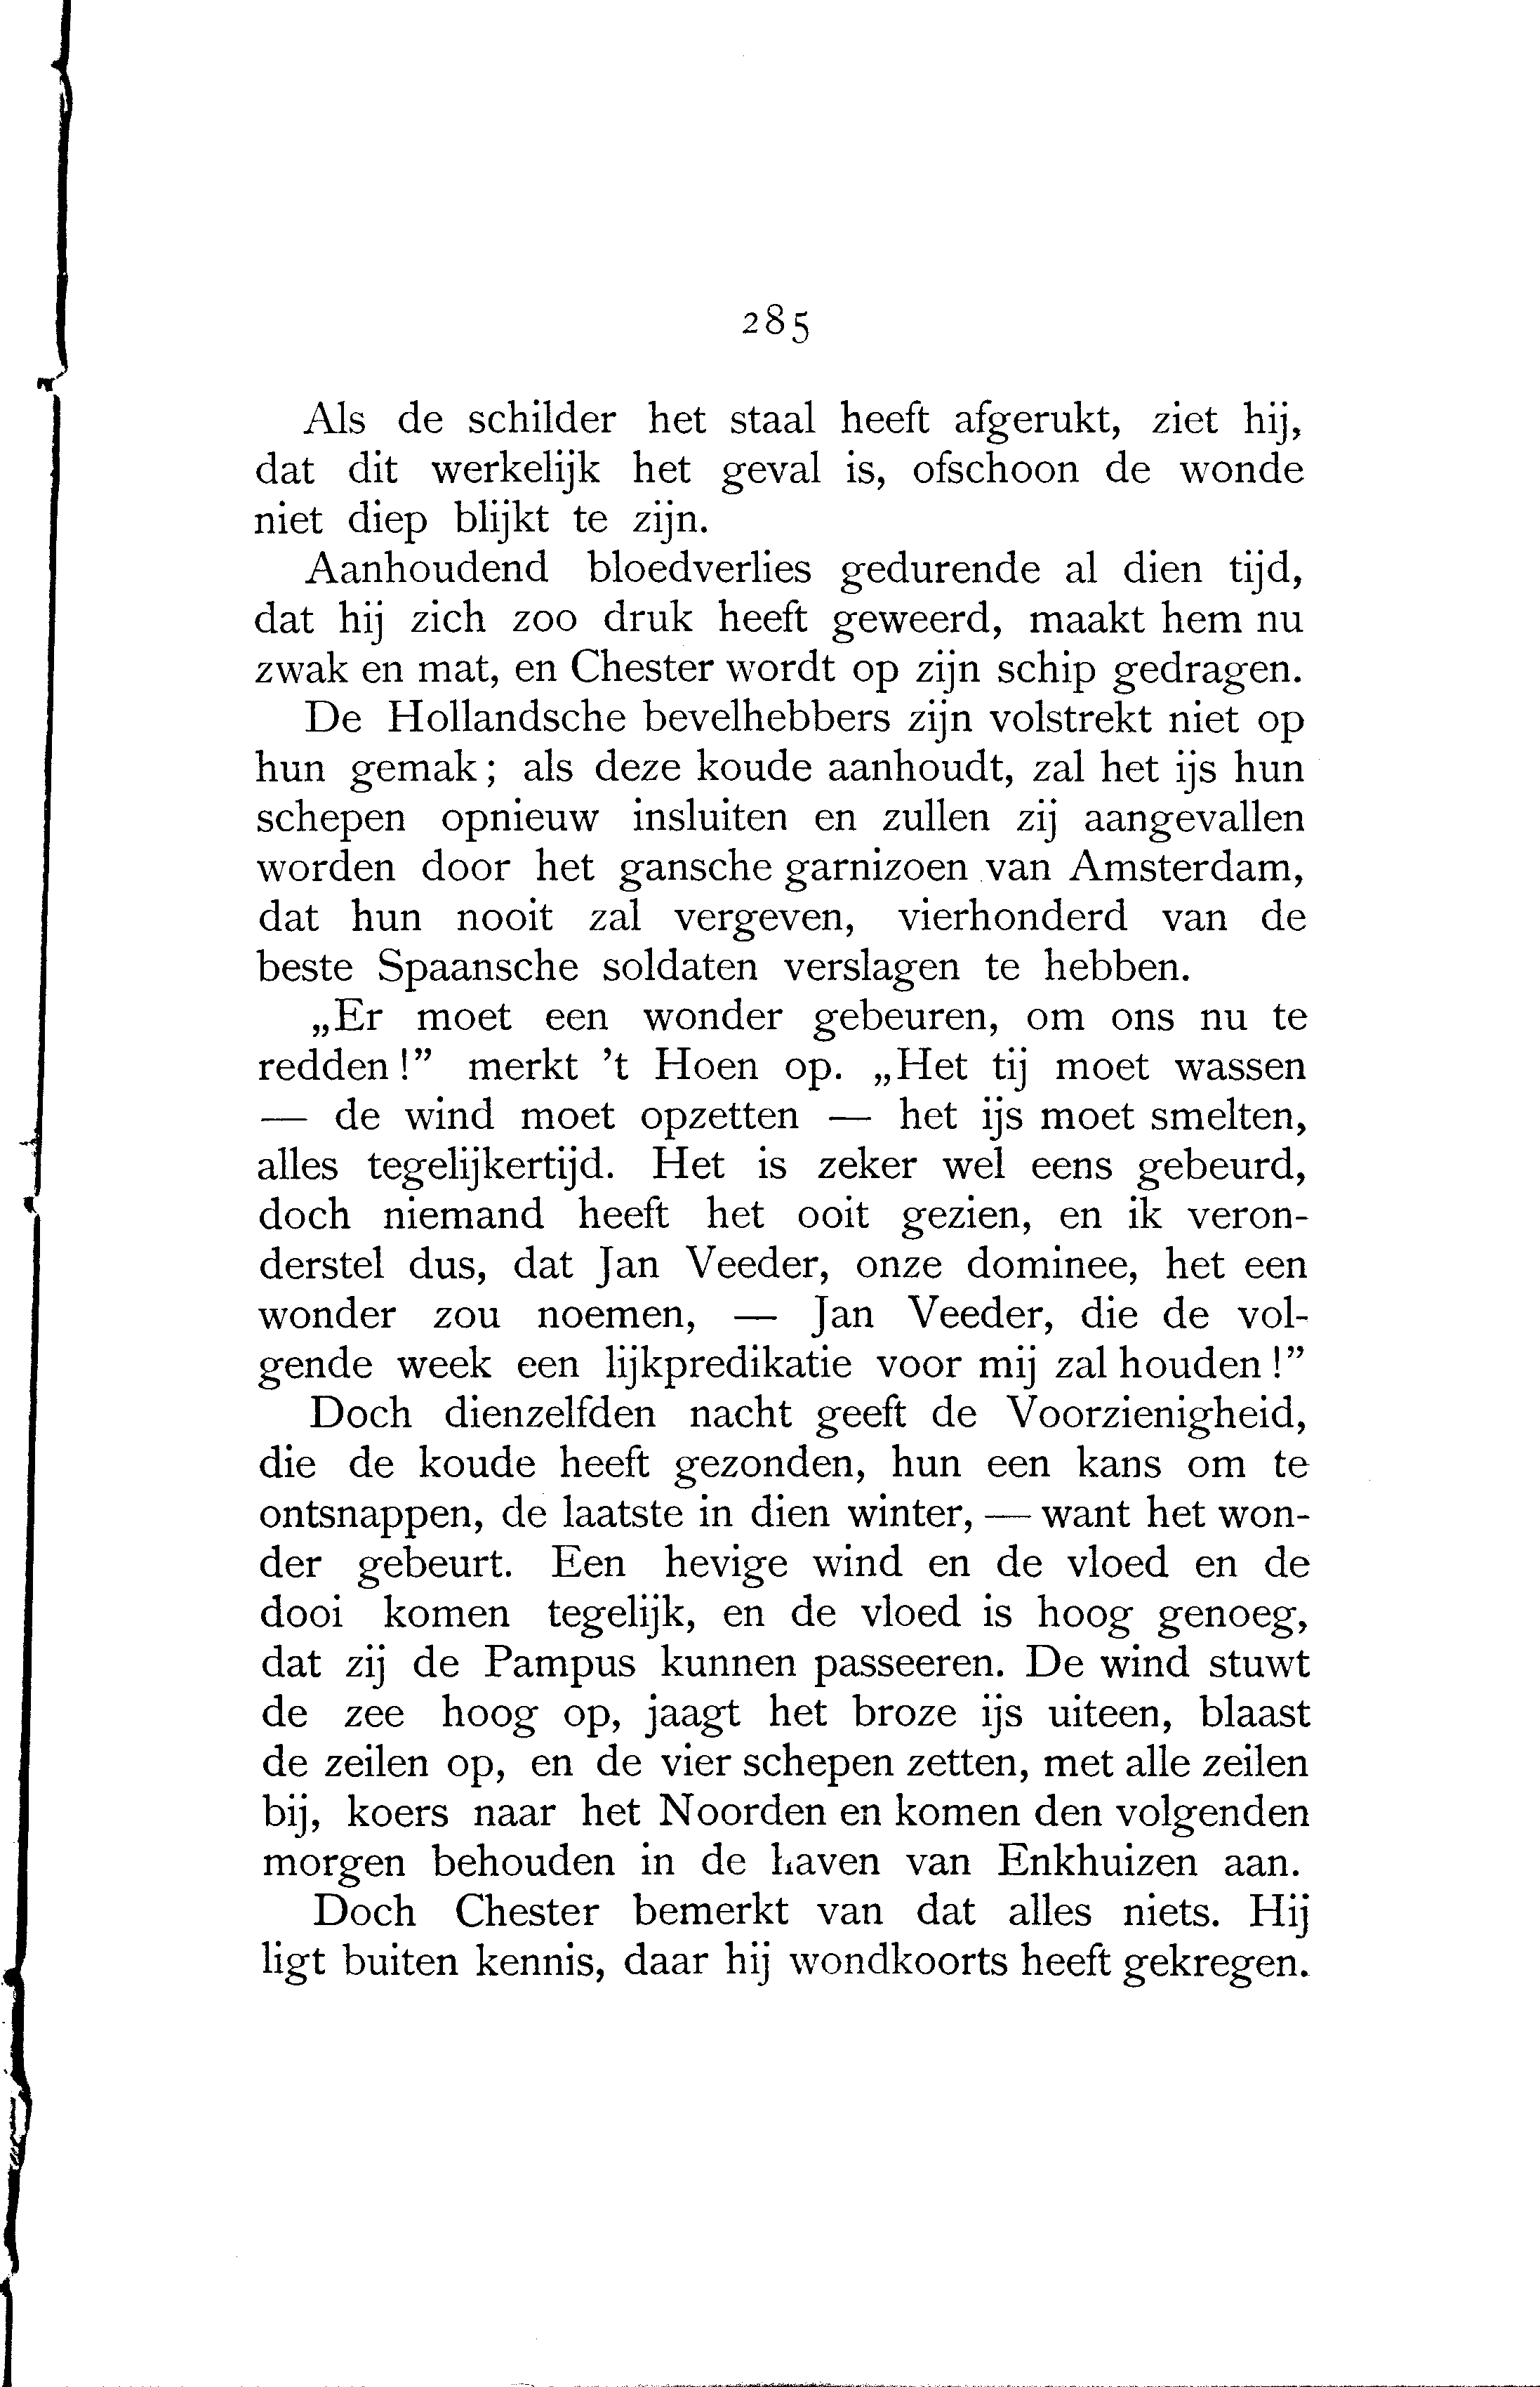 285
Als de schilder het staal heeft afgerukt, ziet hij,
dat dit werkelijk het geval is, ofschoon de wonde
niet diep blijkt te zijn.
Aanhoudend bloedverlies gedurende al dien tijd,
dat hij zich zoo druk heeft geweerd, maakt hem nu
zwak en mat, en Chester wordt op zijn schip gedragen.
De Hollandsche bevelhebbers zijn volstrekt niet op
hun gemak; als deze koude aanhoudt, zal het ijs hun
schepen opnieuw insluiten en zullen zij aangevallen
worden door het gansche garnizoen van Amsterdam,
dat hun nooit zal vergeven, vierhonderd van de
beste Spaansche soldaten verslagen te hebben.
„Er moet een wonder gebeuren, om ons nu te
redden!” merkt 't Hoen op. „Het tij moet wassen
— de wind moet opzetten — het ijs moet smelten,
alles tegelijkertijd. Het is zeker wel eens gebeurd,
doch niemand heeft het ooit gezien, en ik veron-
derstel dus, dat Jan Veeder, onze dominee, het een
wonder zou noemen, — Jan Veeder, die de vol-
gende week een lijkpredikatie voor mij zal houden!”
Doch dienzelfden nacht geeft de Voorzienigheid,
die de koude heeft gezonden, hun een kans om te
ontsnappen, de laatste in dien winter, — want het won-
der gebeurt. Een hevige wind en de vloed en de
dooi komen tegelijk, en de vloed is hoog genoeg,
dat zij de Pampus kunnen passeeren. De wind stuwt
de zee hoog op, jaagt het broze ijs uiteen, blaast
de zeilen op, en de vier schepen zetten, met alle zeilen
bij, koers naar het Noorden en komen den volgenden
morgen behouden in de haven van Enkhuizen aan.
Doch Chester bemerkt van dat alles niets. Hij
ligt buiten kennis, daar hij wondkoorts heeft gekregen.